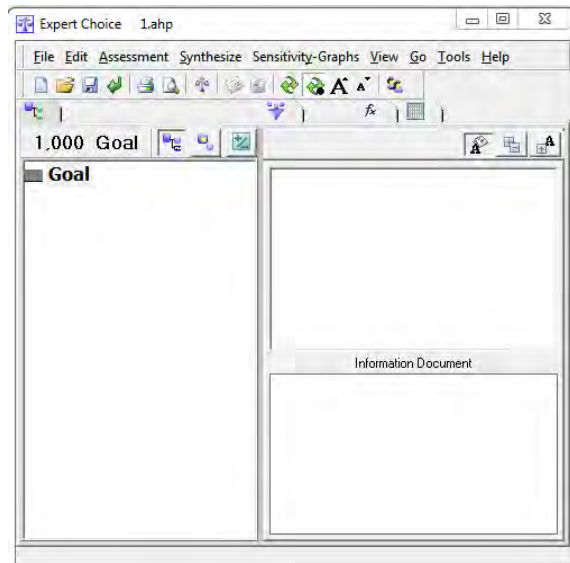 Expert Choice 1.ahp
File Edit Assessment Synthesize Sensitivity-Graphs View Go Tools Help
A A
fx
1.000 Goal
A A
Goal
Information Document